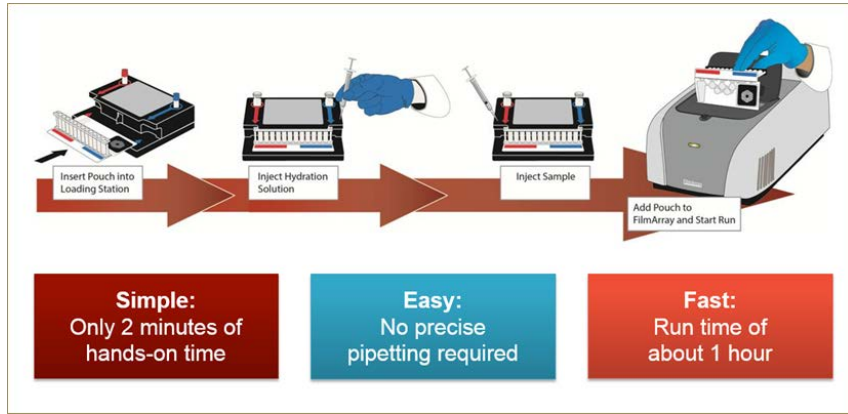 Insert Pouch into
Loading Station
Inject Hydration
Solution
Inject Sample
Add Pouch to
FilmArray and Start Run
Simple:
Only 2 minutes of
hands-on time
Easy:
No precise
pipetting required
Fast:
Run time of
about 1 hour